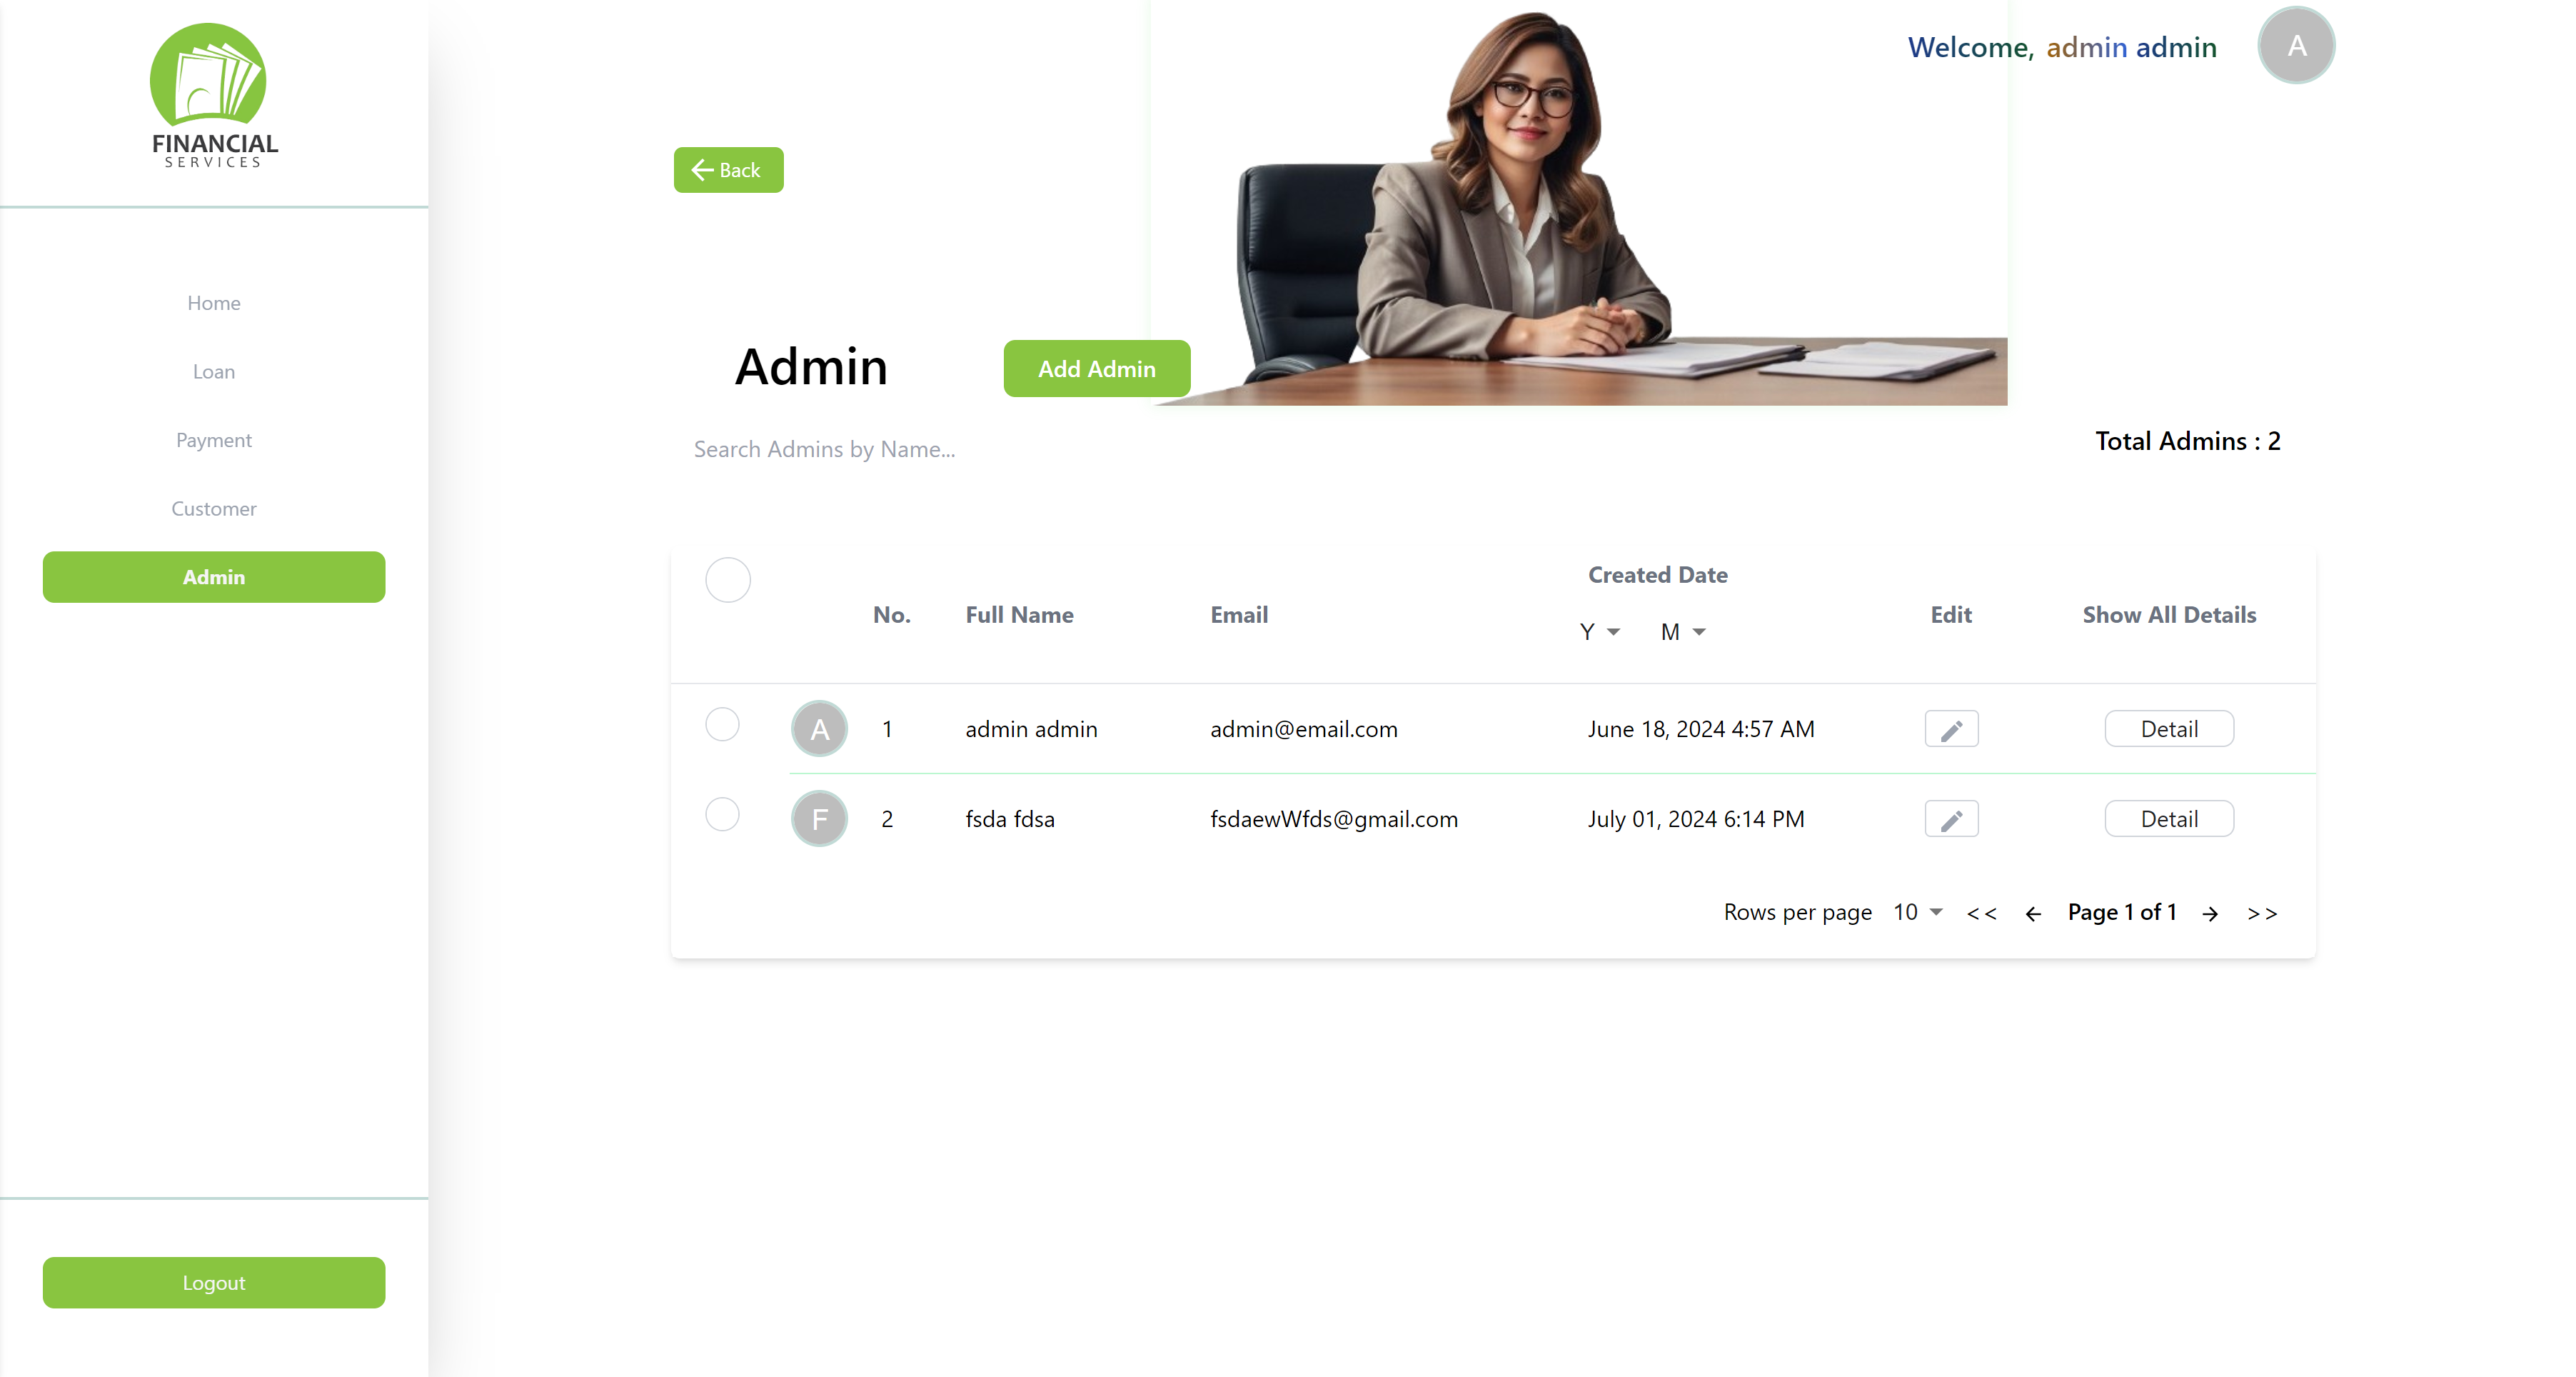 FINANCIAL
SERVICES
Home
Loan
Payment
Customer
Admin
Logout
Welcome, admin admin
A
Back
Admin
Add Admin
Search Admins by Name...
Total Admins : 2
No.
Full Name
Email
Created Date
Y
M
Edit
Show All Details
A 1 admin admin admin@email.com June 18, 2024 4:57 AM Detail
F 2 fsda fdsa fsdaewWfds@gmail.com July 01, 2024 6:14 PM Detail
Rows per page 10 << ← Page 1 of 1 → >>